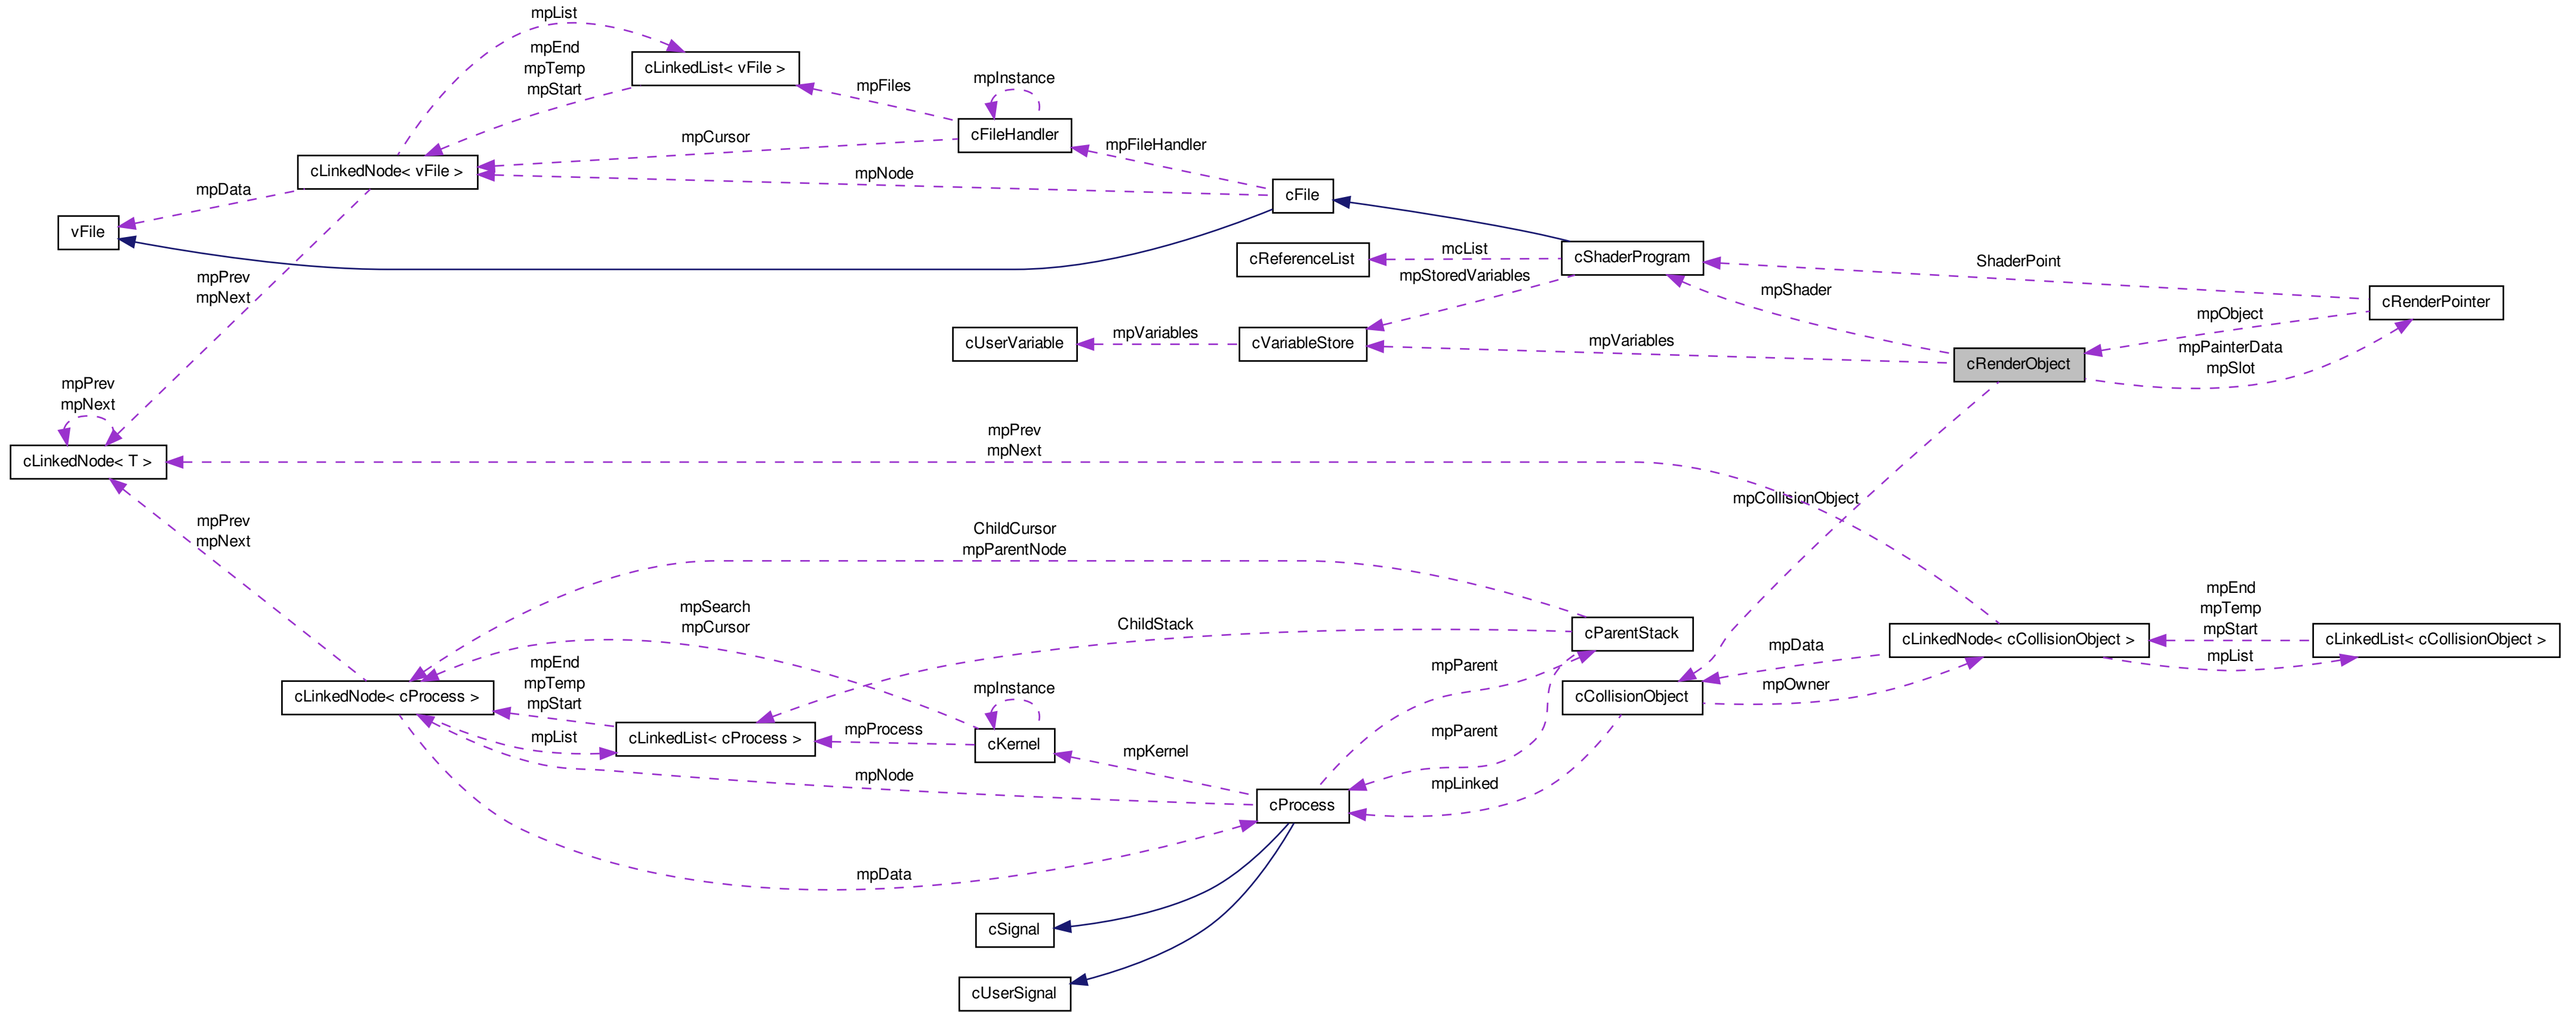 mpList
mpEnd
mpTemp
mpStart
cLinkedList< vFile >
mpFiles
mpInstance
cFileHandler
mpCursor
mpFileHandler
cLinkedNode< vFile >
mpNode
mpData
cFile
vFile
mcList
cReferenceList
cShaderProgram
ShaderPoint
mpStoredVariables
mpPrev
mpNext
mpShader
cRenderPointer
mpObject
cUserVariable
mpVariables
cVariableStore
mpVariables
mpPainterData
mpSlot
cRenderObject
mpPrev
mpNext
cLinkedNode< T >
mpPrev
mpNext
mpCollisionObject
mpPrev
mpNext
ChildCursor
mpParentNode
mpSearch
mpCursor
ChildStack
cParentStack
mpEnd
mpTemp
mpStart
cLinkedNode< cCollisionObject >
cLinkedList< cCollisionObject >
mpData
mpList
mpParent
mpOwner
mpEnd
mpTemp
mpStart
cLinkedNode< cProcess >
mpInstance
cCollisionObject
mpList
cLinkedList< cProcess >
mpProcess
cKernel
mpKernel
mpParent
mpNode
mpLinked
cProcess
mpData
cSignal
cUserSignal